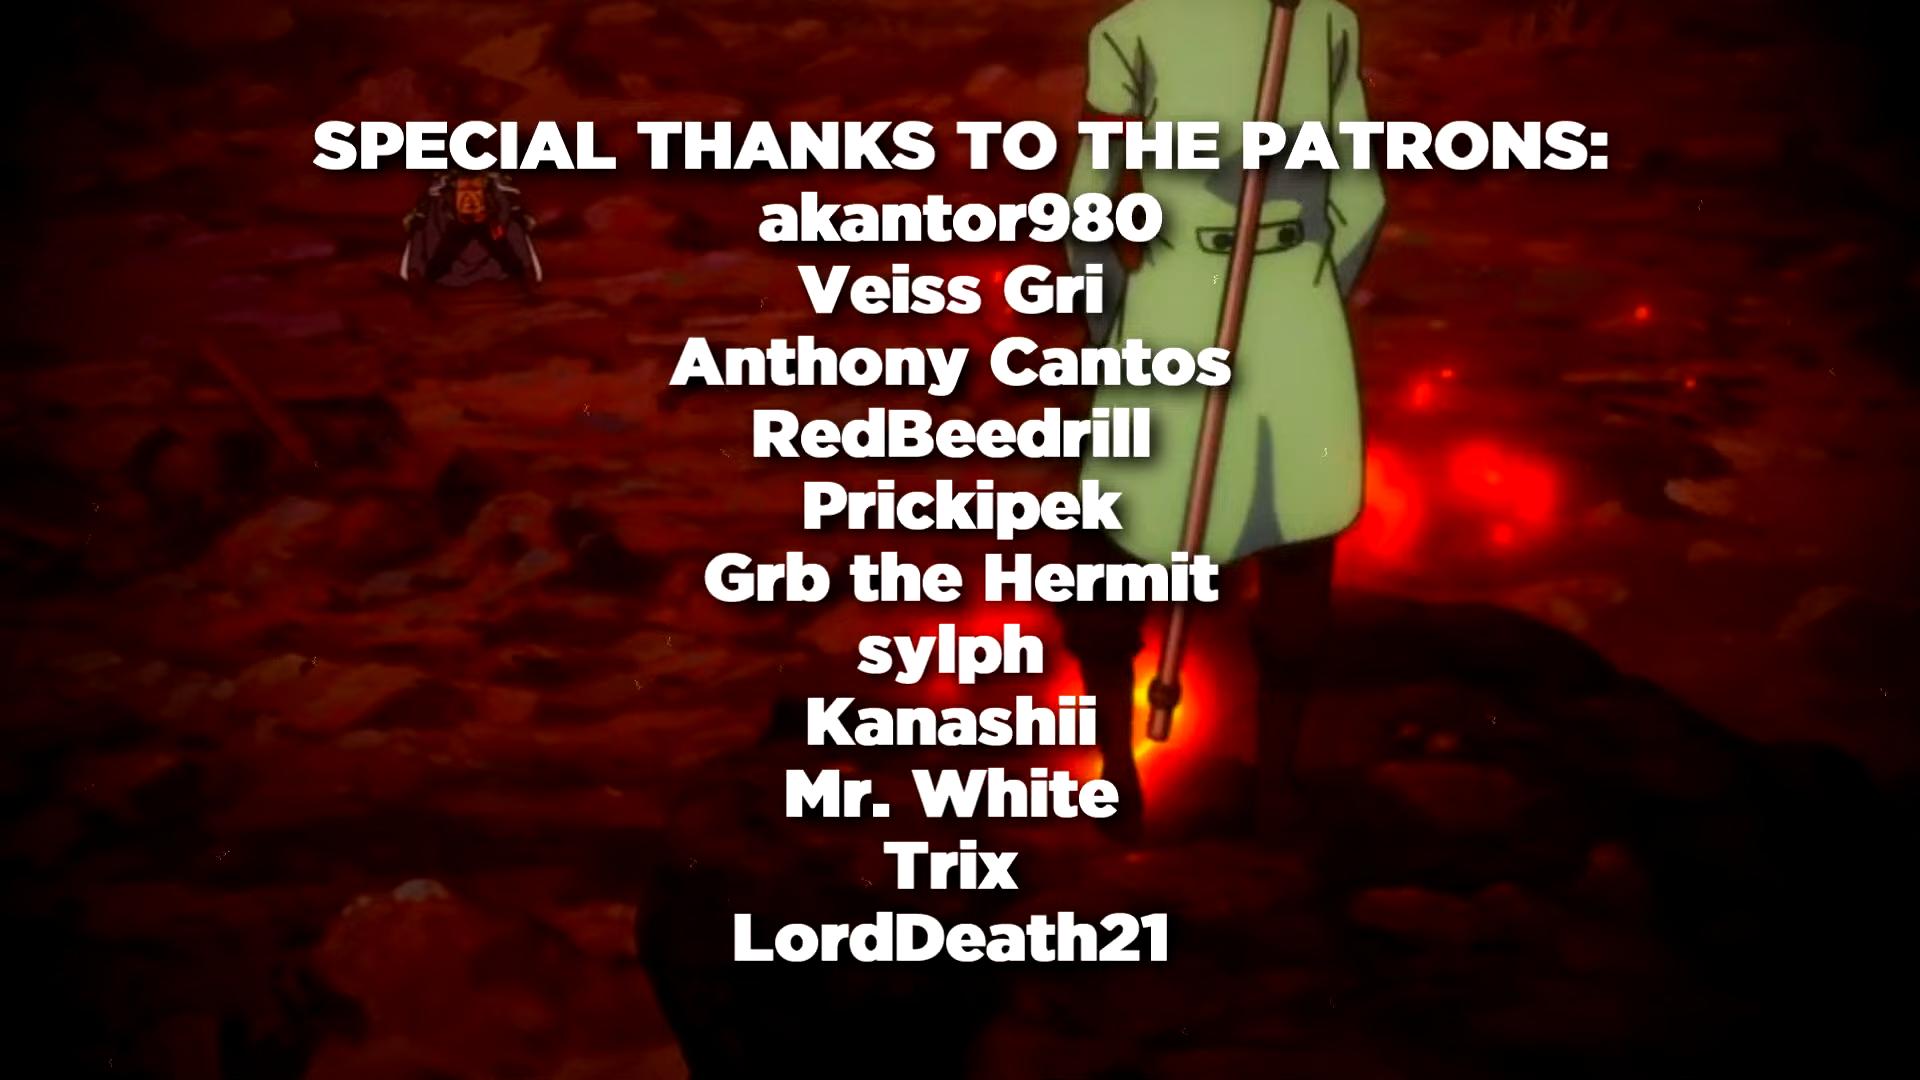 SPECIAL THANKS TO THE PATRONS:
akantor980
Veiss Gri
Anthony Cantos
RedBeedrill
Prickipek
Grb the Hermit
sylph
Kanashii
Mr. White
Trix
LordDeath21